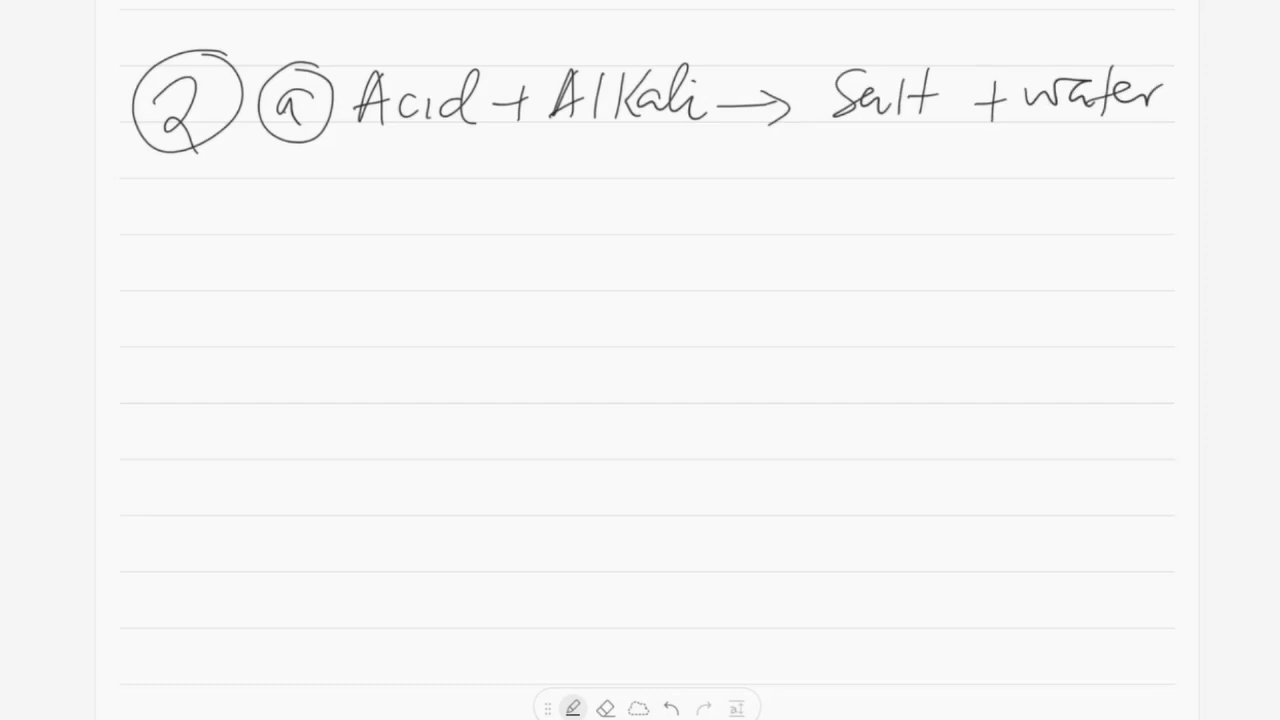 2 a Acid + Alkali → Salt + water